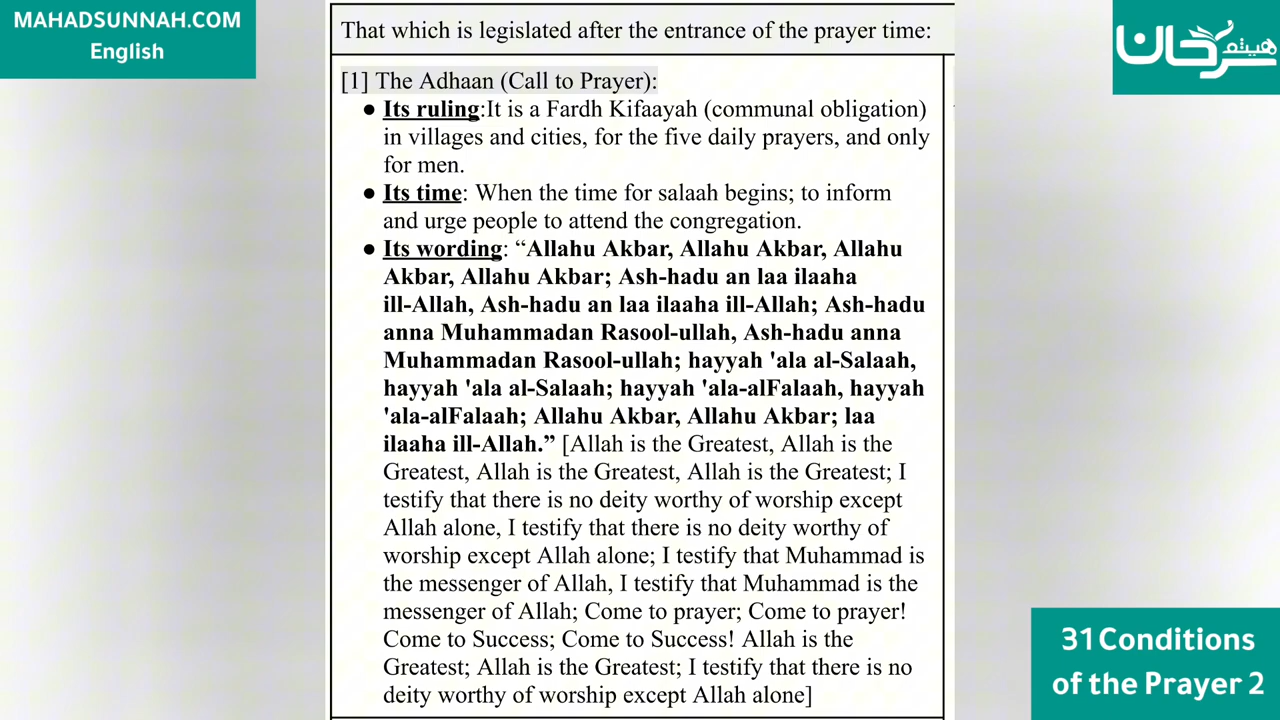 MAHADSUNNAH.COM
English
هيثم
سرحان
That which is legislated after the entrance of the prayer time:
[1] The Adhaan (Call to Prayer):
● Its ruling:It is a Fardh Kifaayah (communal obligation)
in villages and cities, for the five daily prayers, and only
for men.
● Its time: When the time for salaah begins; to inform
and urge people to attend the congregation.
● Its wording: “Allahu Akbar, Allahu Akbar, Allahu
Akbar, Allahu Akbar; Ash-hadu an laa ilaaha
ill-Allah, Ash-hadu an laa ilaaha ill-Allah; Ash-hadu
anna Muhammadan Rasool-ullah, Ash-hadu anna
Muhammadan Rasool-ullah; hayyah 'ala al-Salaah,
hayyah 'ala al-Salaah; hayyah 'ala-alFalaah, hayyah
'ala-alFalaah; Allahu Akbar, Allahu Akbar; laa
ilaaha ill-Allah.” [Allah is the Greatest, Allah is the
Greatest, Allah is the Greatest, Allah is the Greatest; I
testify that there is no deity worthy of worship except
Allah alone, I testify that there is no deity worthy of
worship except Allah alone; I testify that Muhammad is
the messenger of Allah, I testify that Muhammad is the
messenger of Allah; Come to prayer; Come to prayer!
Come to Success; Come to Success! Allah is the
Greatest; Allah is the Greatest; I testify that there is no
deity worthy of worship except Allah alone]
31 Conditions
of the Prayer 2